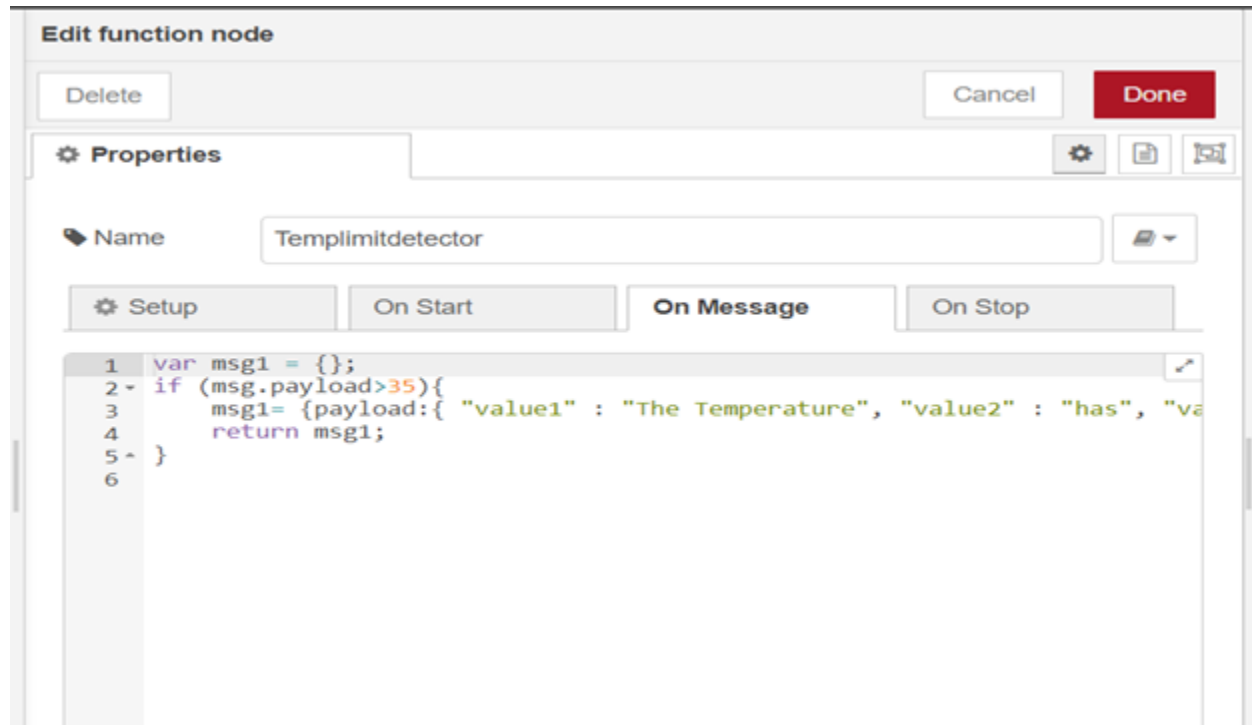 Edit function node
Delete Cancel Done
Properties
Name Templimitdetector
Setup On Start On Message On Stop
1 var msg1 = {};
2 if (msg.payload>35){
3 msg1= {payload:{ "value1" : "The Temperature", "value2" : "has", "va
4 return msg1;
5 }
6